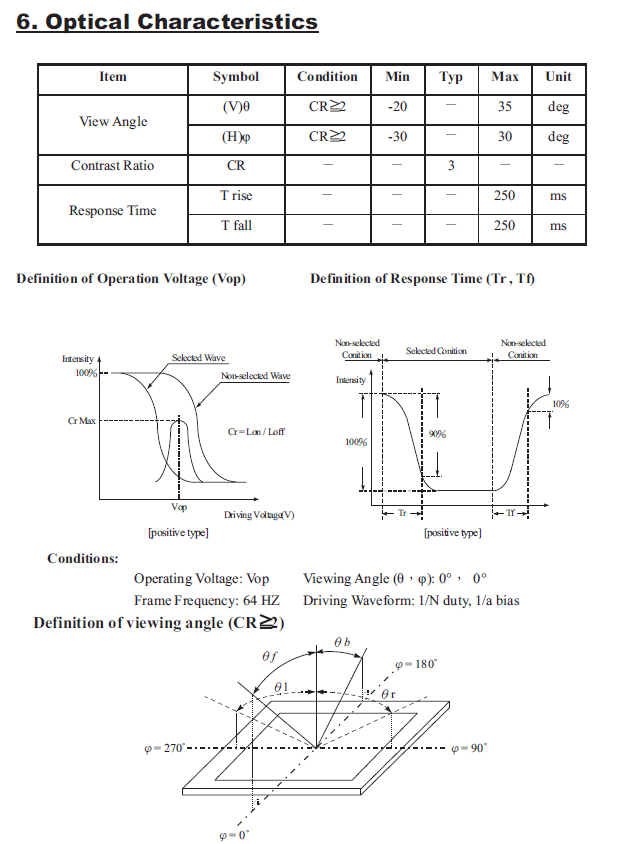 6. Optical Characteristics
Item Symbol Condition Min Typ Max Unit
View Angle
(V)θ CR≧2 -20 — 35 deg
(H)φ CR≧2 -30 — 30 deg
Contrast Ratio CR — — 3 — —
Response Time
T rise — — — 250 ms
T fall — — — 250 ms
Definition of Operation Voltage (Vop)
Definition of Response Time (Tr , Tf)
Intensity
100%
Selected Wave
Non-selected Wave
Cr Max
Cr = Lon / Loff
Vop
Driving Voltage(V)
[positive type]
Non-selected
Conition
Selected Conition
Non-selected
Conition
Intensity
10%
90%
100%
Tr
Tf
[positive type]
Conditions:
Operating Voltage: Vop Viewing Angle (θ，φ): 0°， 0°
Frame Frequency: 64 HZ Driving Waveform: 1/N duty, 1/a bias
Definition of viewing angle (CR≧2)
θ b
θ f
φ = 180°
θ l
θ r
φ = 270°
φ = 90°
φ = 0°